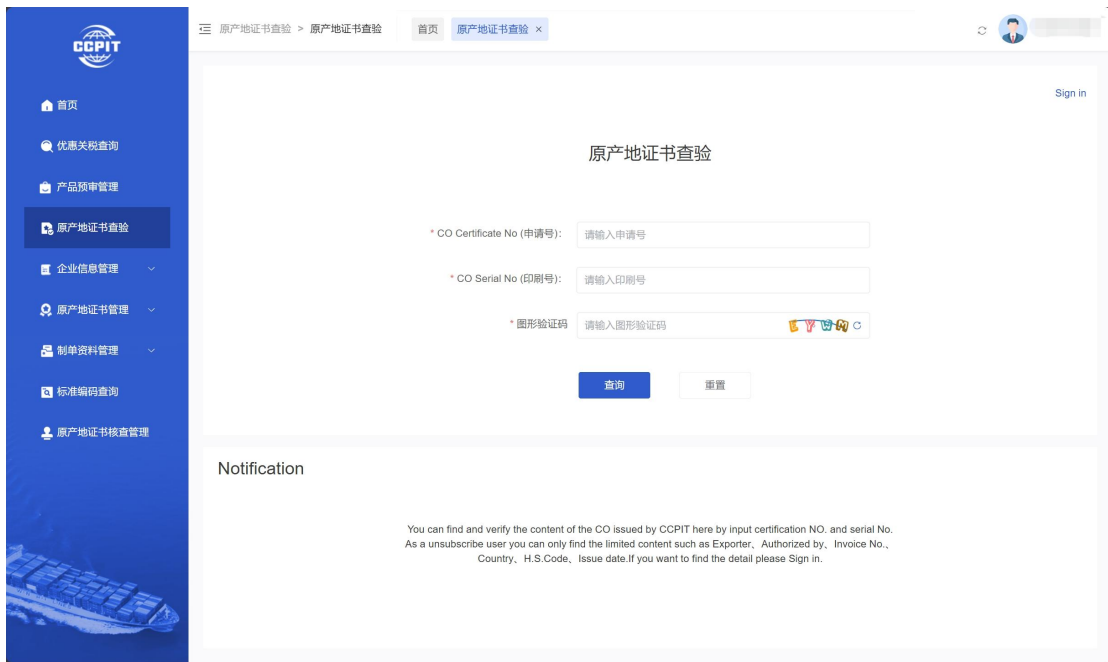 CCPIT
首页
优惠关税查询
产品预审管理
原产地证书查验
企业信息管理
原产地证书管理
制单资料管理
标准编码查询
原产地证书核查管理
原产地证书查验 > 原产地证书查验
首页 原产地证书查验 ×
Sign in
原产地证书查验
* CO Certificate No (申请号): 请输入申请号
* CO Serial No (印刷号): 请输入印刷号
* 图形验证码 请输入图形验证码
查询 重置
Notification
You can find and verify the content of the CO issued by CCPIT here by input certification NO. and serial No.
As a unsubscribe user you can only find the limited content such as Exporter、Authorized by、Invoice No.、
Country、H.S.Code、Issue date.If you want to find the detail please Sign in.